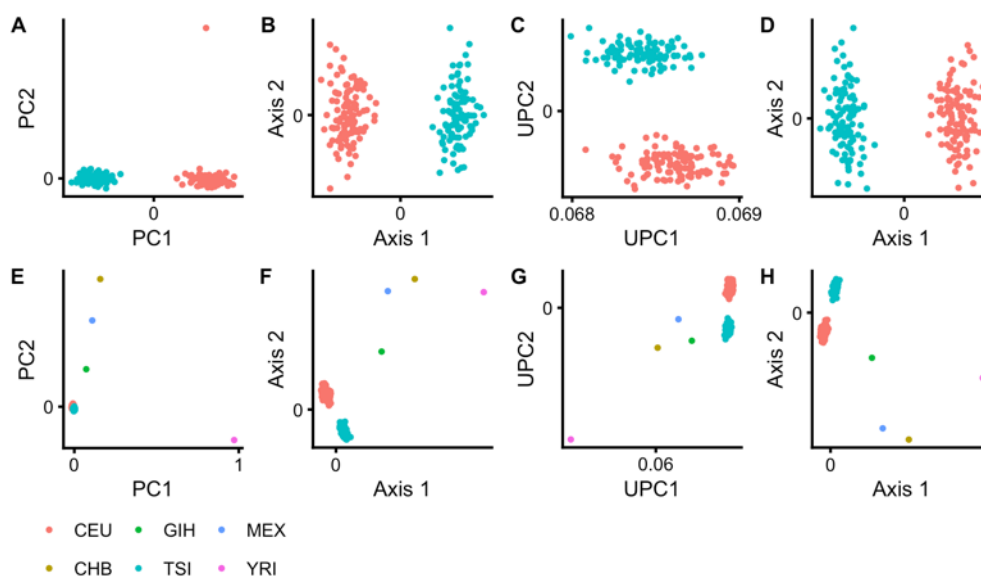 A
PC2
0
0
PC1
B
Axis 2
0
0
Axis 1
C
UPC2
0
0.068
0.069
UPC1
D
Axis 2
0
0
Axis 1
E
PC2
0
0
1
PC1
F
Axis 2
0
0
Axis 1
G
UPC2
0
0.06
UPC1
H
Axis 2
0
0
Axis 1
CEU GIH MEX
CHB TSI YRI